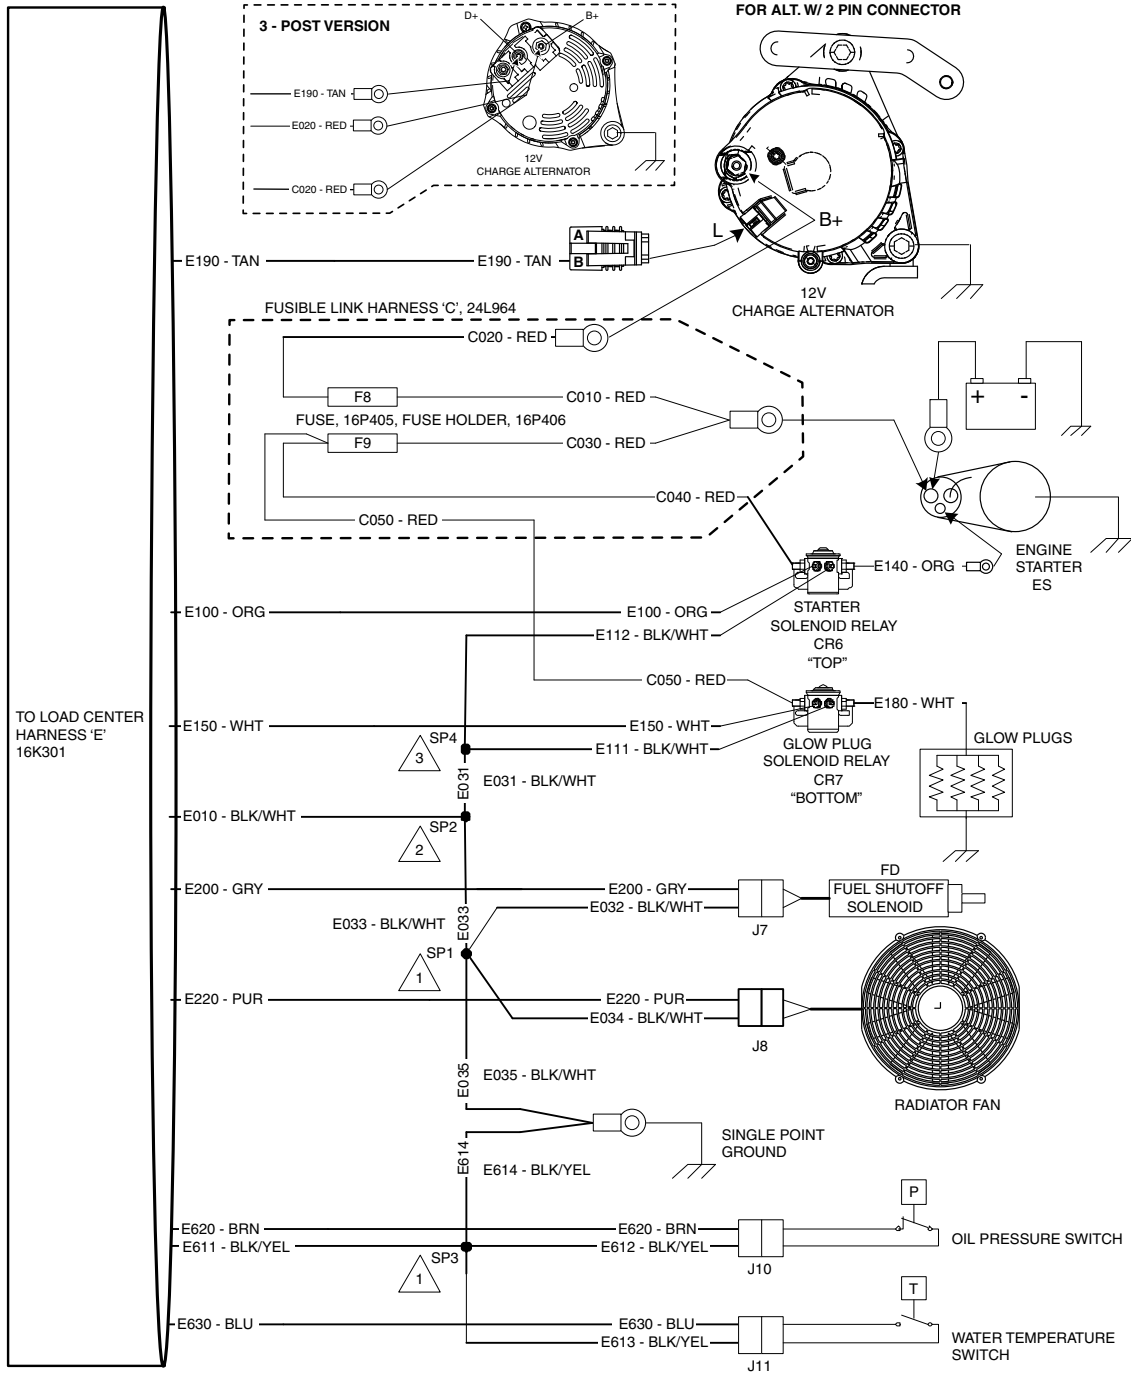 FOR ALT. W/ 2 PIN CONNECTOR
3 - POST VERSION
D+
B+
E190 - TAN
E020 - RED
C020 - RED
12V
CHARGE ALTERNATOR
L
B+
E190 - TAN
E190 - TAN
A
B
12V
CHARGE ALTERNATOR
FUSIBLE LINK HARNESS ‘C’, 24L964
C020 - RED
F8
C010 - RED
+
-
FUSE, 16P405, FUSE HOLDER, 16P406
F9
C030 - RED
C040 - RED
C050 - RED
ENGINE
STARTER
ES
E140 - ORG
E100 - ORG
E100 - ORG
STARTER
SOLENOID RELAY
CR6
“TOP”
E112 - BLK/WHT
C050 - RED
E180 - WHT
TO LOAD CENTER
HARNESS ‘E’
16K301
E150 - WHT
E150 - WHT
SP4
3
E111 - BLK/WHT
GLOW PLUG
SOLENOID RELAY
CR7
“BOTTOM”
GLOW PLUGS
E031
E031 - BLK/WHT
E010 - BLK/WHT
SP2
2
E200 - GRY
E200 - GRY
FD
FUEL SHUTOFF
SOLENOID
E032 - BLK/WHT
J7
E033 - BLK/WHT
E033
SP1
1
E220 - PUR
E220 - PUR
E034 - BLK/WHT
J8
E035
E035 - BLK/WHT
RADIATOR FAN
SINGLE POINT
GROUND
E614
E614 - BLK/YEL
P
E620 - BRN
E620 - BRN
OIL PRESSURE SWITCH
E611 - BLK/YEL
E612 - BLK/YEL
SP3
1
J10
T
E630 - BLU
E630 - BLU
WATER TEMPERATURE
SWITCH
E613 - BLK/YEL
J11